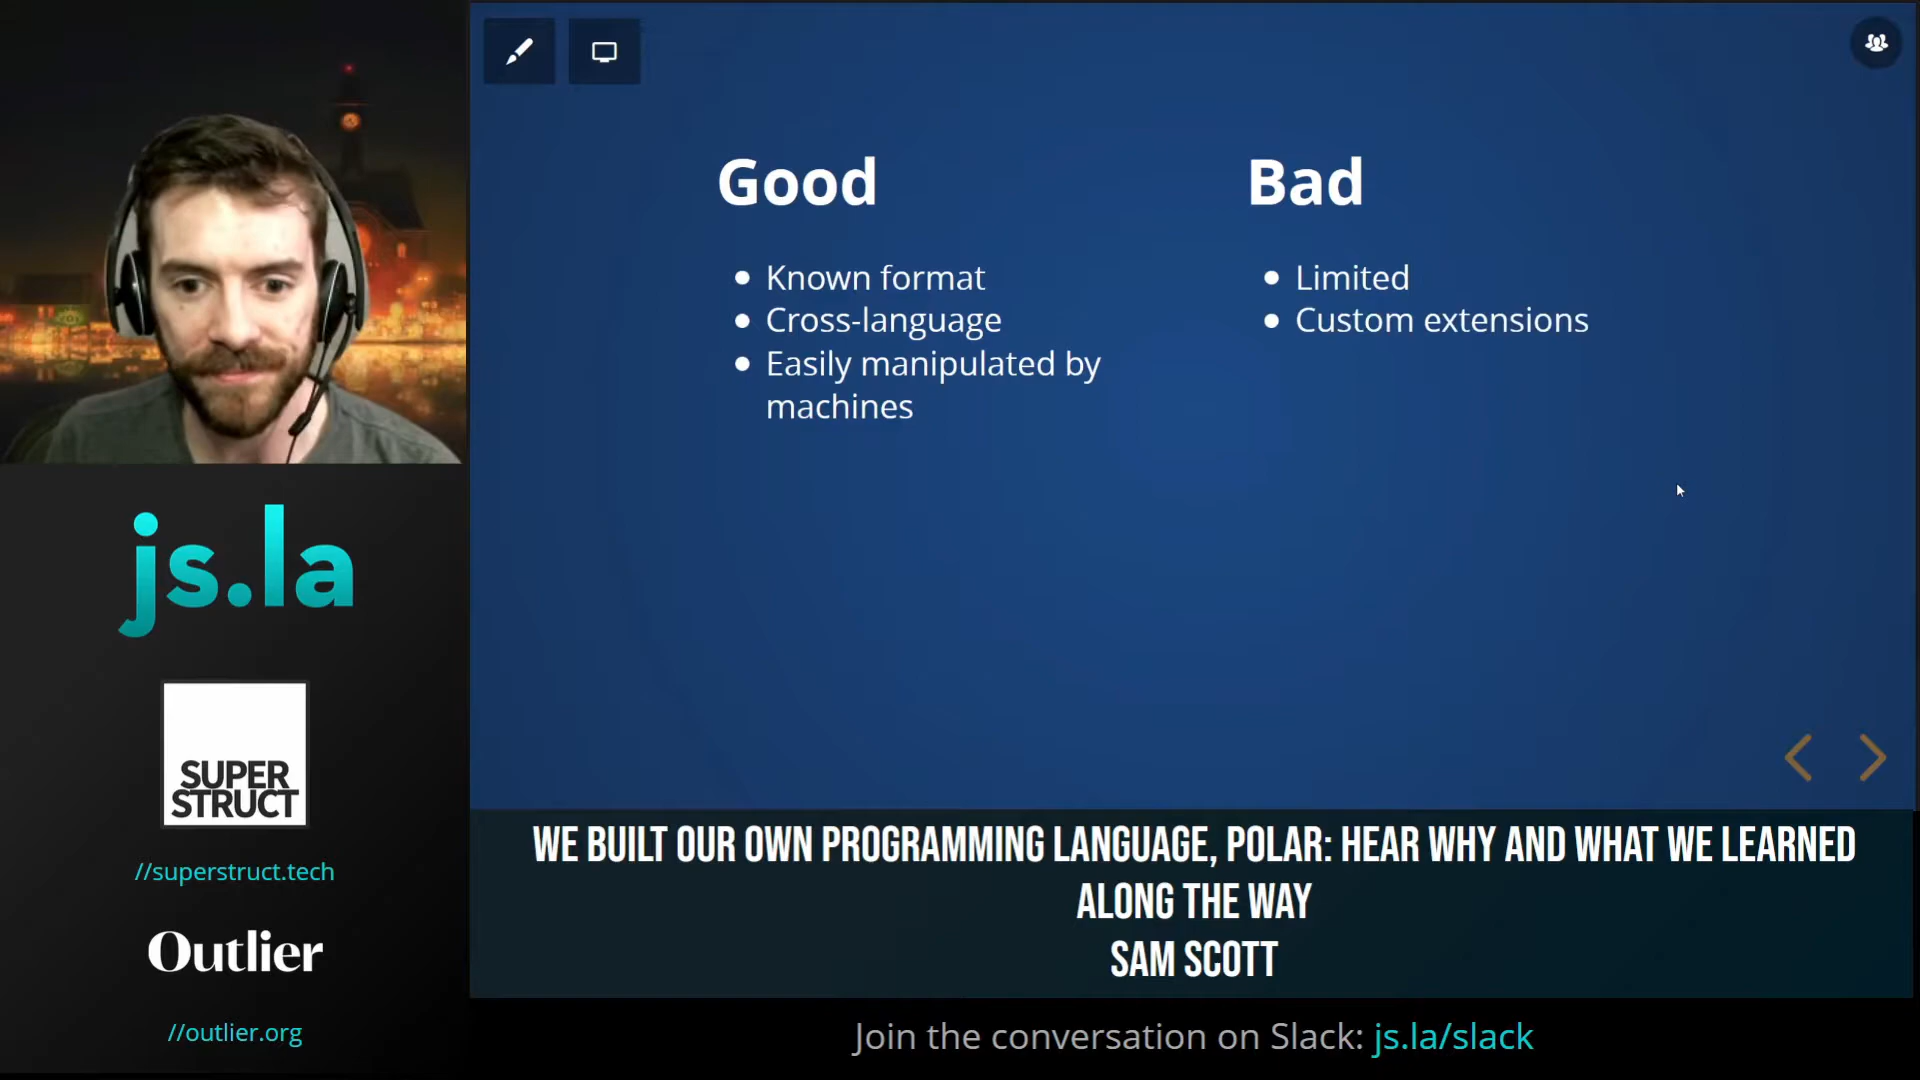 Good
Known format
Cross-language
Easily manipulated by
machines
Bad
Limited
Custom extensions
js.la
SUPER
STRUCT
//superstruct.tech
Outlier
//outlier.org
WE BUILT OUR OWN PROGRAMMING LANGUAGE, POLAR: HEAR WHY AND WHAT WE LEARNED
ALONG THE WAY
SAM SCOTT
Join the conversation on Slack: js.la/slack